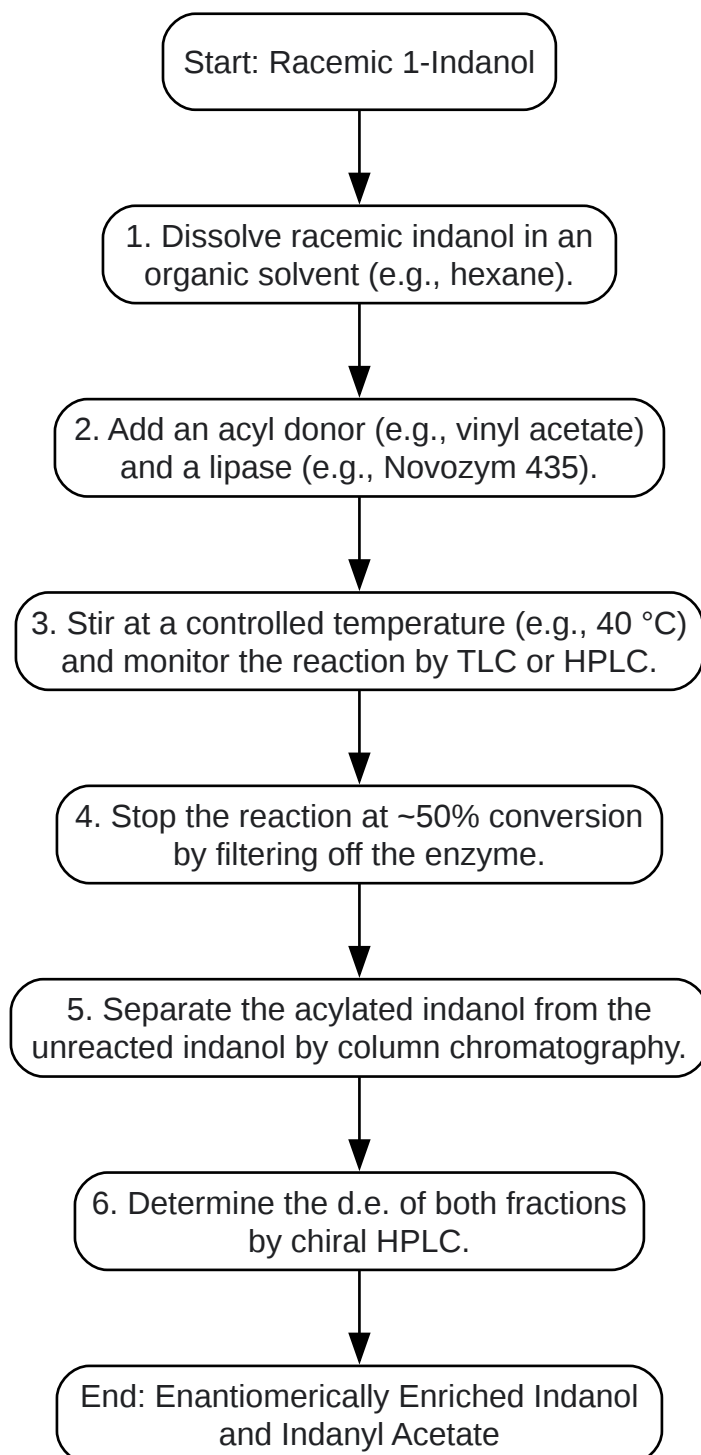 Start: Racemic 1-Indanol
1. Dissolve racemic indanol in an
organic solvent (e.g., hexane).
2. Add an acyl donor (e.g., vinyl acetate)
and a lipase (e.g., Novozym 435).
3. Stir at a controlled temperature (e.g., 40 °C)
and monitor the reaction by TLC or HPLC.
4. Stop the reaction at ~50% conversion
by filtering off the enzyme.
5. Separate the acylated indanol from the
unreacted indanol by column chromatography.
6. Determine the d.e. of both fractions
by chiral HPLC.
End: Enantiomerically Enriched Indanol
and Indanyl Acetate